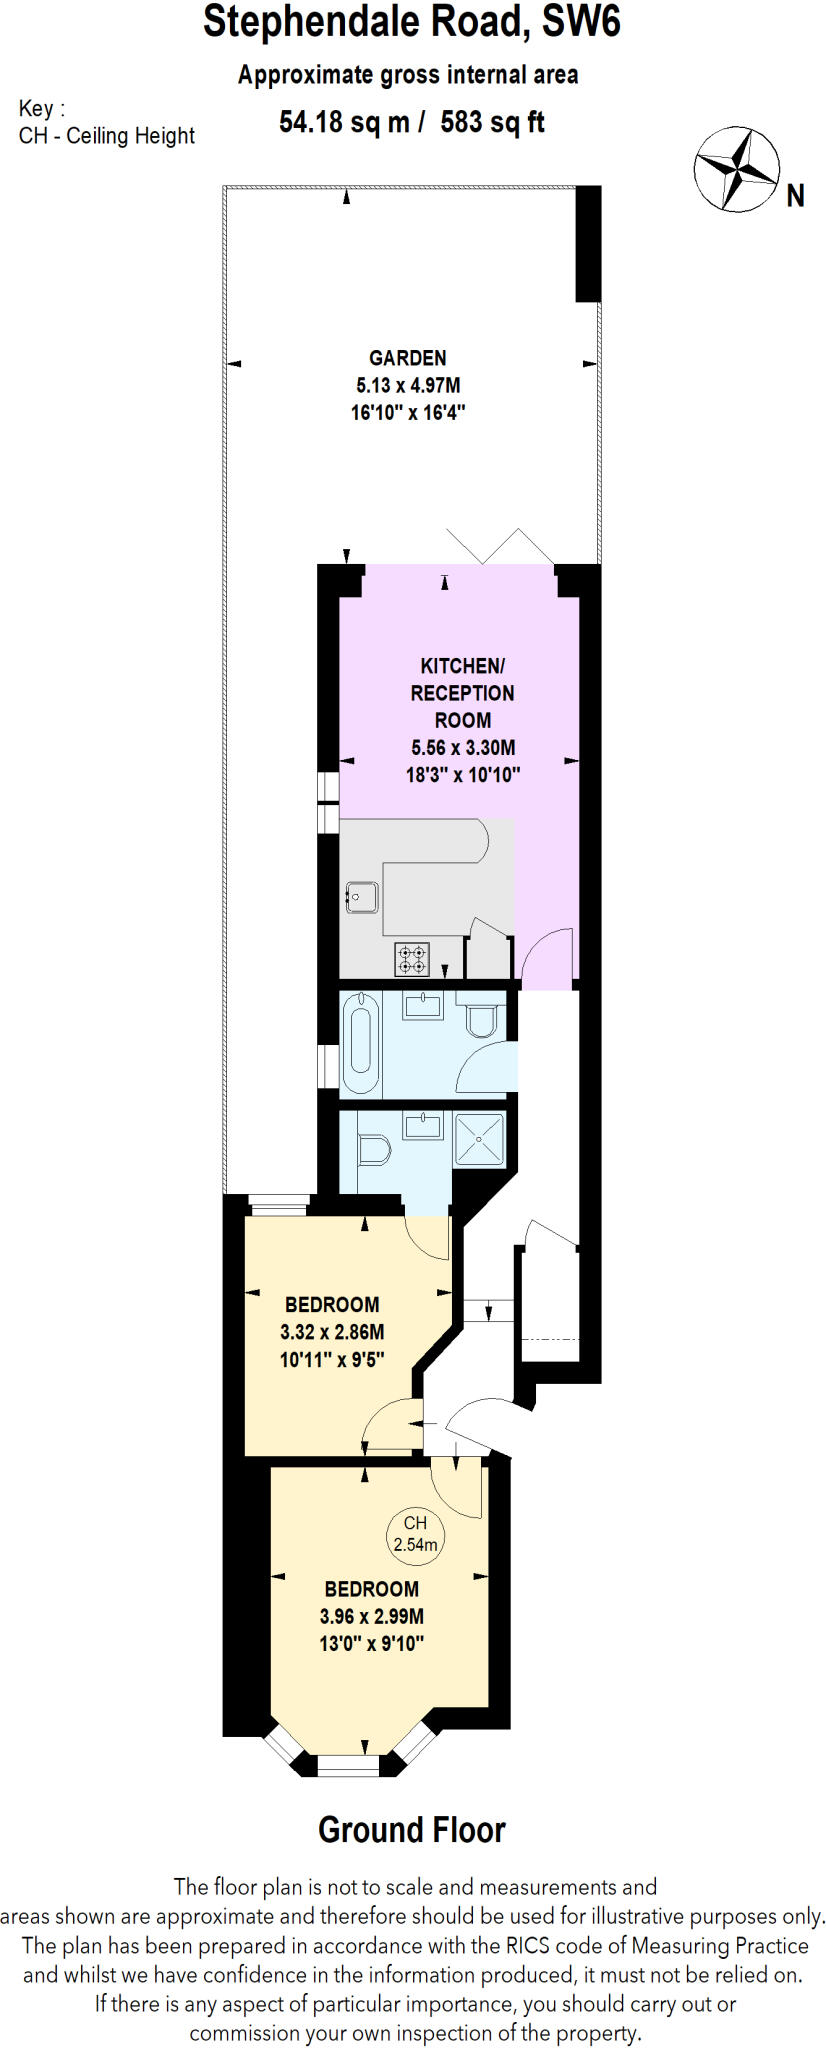 Stephendale Road, SW6
Approximate gross internal area
54.18 sq m /  583 sq ft
Key :
CH - Ceiling Height
N
GARDEN
5.13 x 4.97M
16'10" x 16'4"
KITCHEN/
RECEPTION
ROOM
5.56 x 3.30M
18'3" x 10'10"
BEDROOM
3.32 x 2.86M
10'11" x 9'5"
CH
2.54m
BEDROOM
3.96 x 2.99M
13'0" x 9'10"
Ground Floor
The floor plan is not to scale and measurements and
areas shown are approximate and therefore should be used for illustrative purposes only.
The plan has been prepared in accordance with the RICS code of Measuring Practice
and whilst we have confidence in the information produced, it must not be relied on.
If there is any aspect of particular importance, you should carry out or
commission your own inspection of the property.